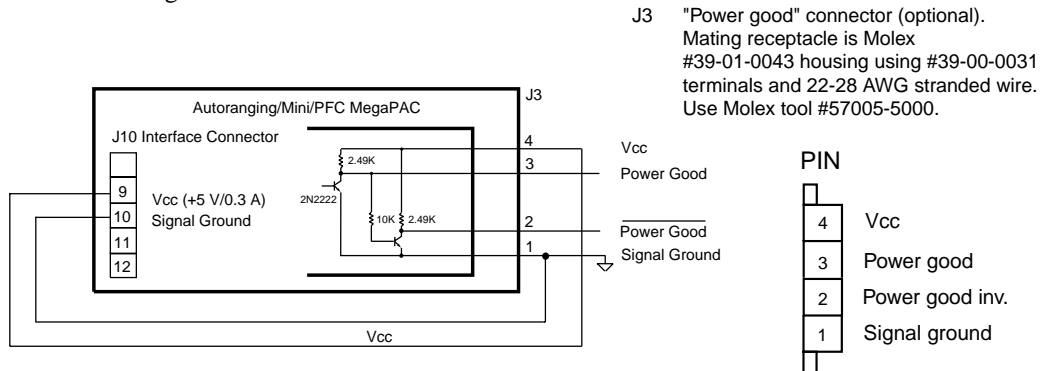 J3 "Power good" connector (optional).
Mating receptacle is Molex
#39-01-0043 housing using #39-00-0031
terminals and 22-28 AWG stranded wire.
Use Molex tool #57005-5000.
J3
Autoranging/Mini/PFC MegaPAC
J10 Interface Connector
9
10
11
12
Vcc (+5 V/0.3 A)
Signal Ground
2.49K
2N2222
10K
2.49K
4
3
2
1
Vcc
Power Good
Power Good
Signal Ground
Vcc
PIN
4 Vcc
3 Power good
2 Power good inv.
1 Signal ground